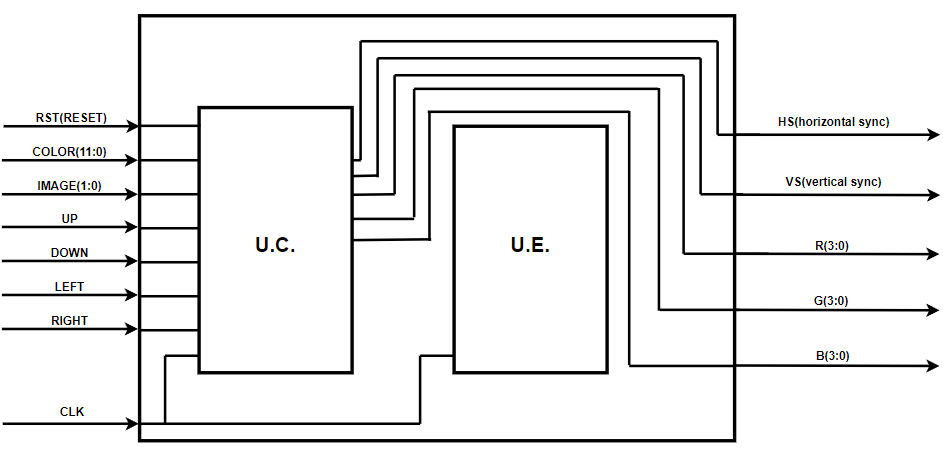 RST(RESET)
COLOR(11:0)
IMAGE(1:0)
UP
DOWN
LEFT
RIGHT
CLK
U.C.
U.E.
HS(horizontal sync)
VS(vertical sync)
R(3:0)
G(3:0)
B(3:0)